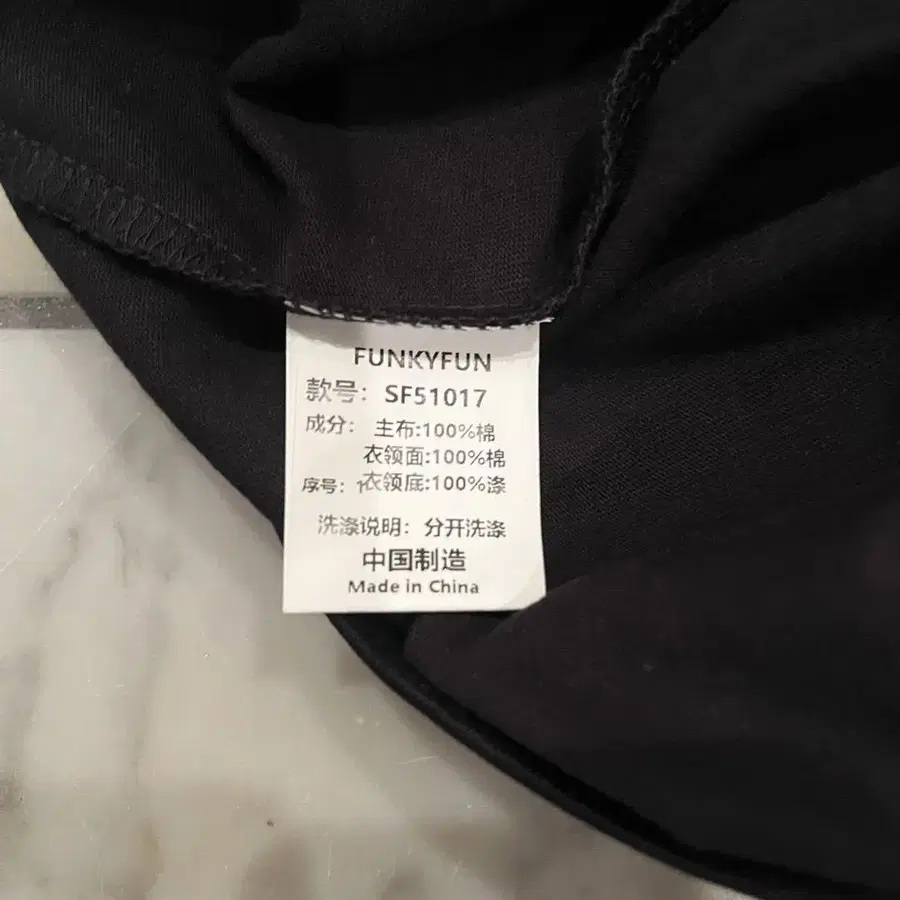 FUNKYFUN
款号：SF51017
成分：主布:100%棉
衣领面:100%棉
序号：1衣领底:100%涤
洗涤说明：分开洗涤
中国制造
Made in China